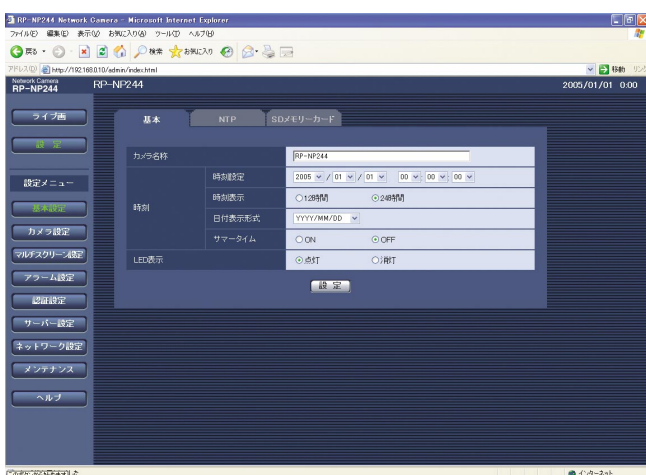 RP-NP244 Network Camera - Microsoft Internet Explorer
ファイル(F) 編集(E) 表示(V) お気に入り(A) ツール(T) ヘルプ(H)
戻る 検索 お気に入り
アドレス(D) http://192.168.0.10/admin/index.html 移動 リンク
Network Camera
RP-NP244
RP-NP244
2005/01/01 0:00
ライブ画
設 定
設定メニュー
基本設定
カメラ設定
マルチスクリーン設定
アラーム設定
認証設定
サーバー設定
ネットワーク設定
メンテナンス
ヘルプ
基本 NTP SDメモリーカード
カメラ名称 RP-NP244
時刻
時刻設定 2005 / 01 / 01 00 : 00 : 00
時刻表示 12時間 24時間
日付表示形式 YYYY/MM/DD
サマータイム ON OFF
LED表示 点灯 消灯
設 定
インターネット